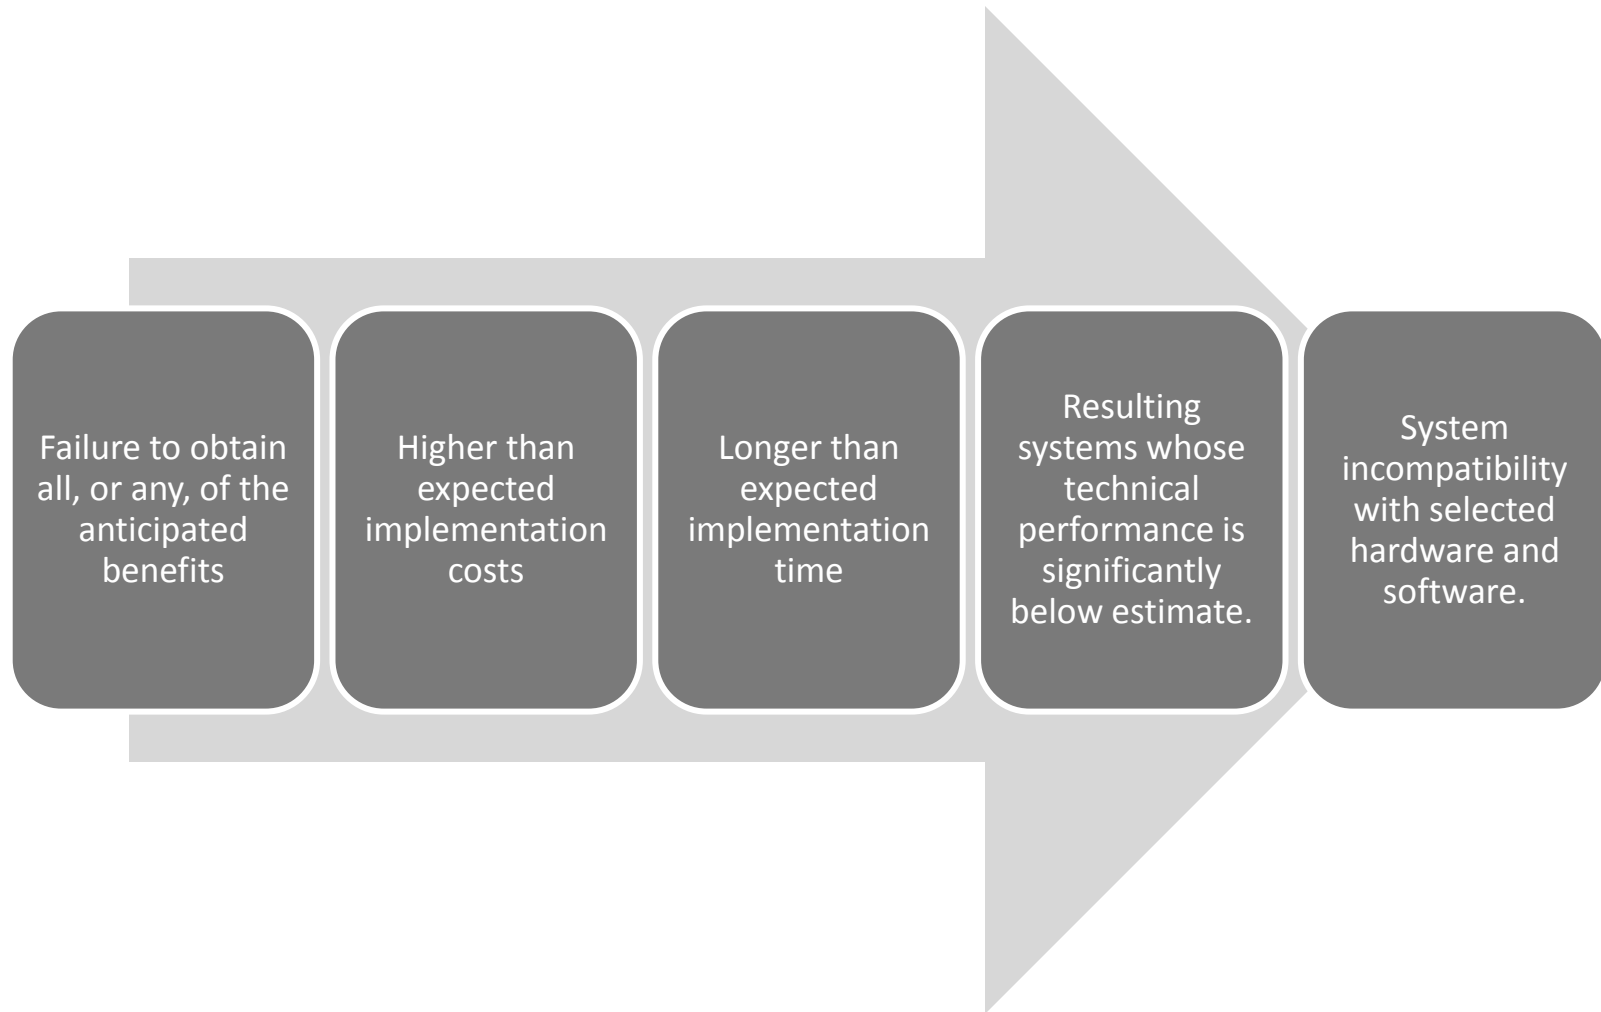 Failure to obtain
all, or any, of the
anticipated
benefits
Higher than
expected
implementation
costs
Longer than
expected
implementation
time
Resulting
systems whose
technical
performance is
significantly
below estimate.
System
incompatibility
with selected
hardware and
software.